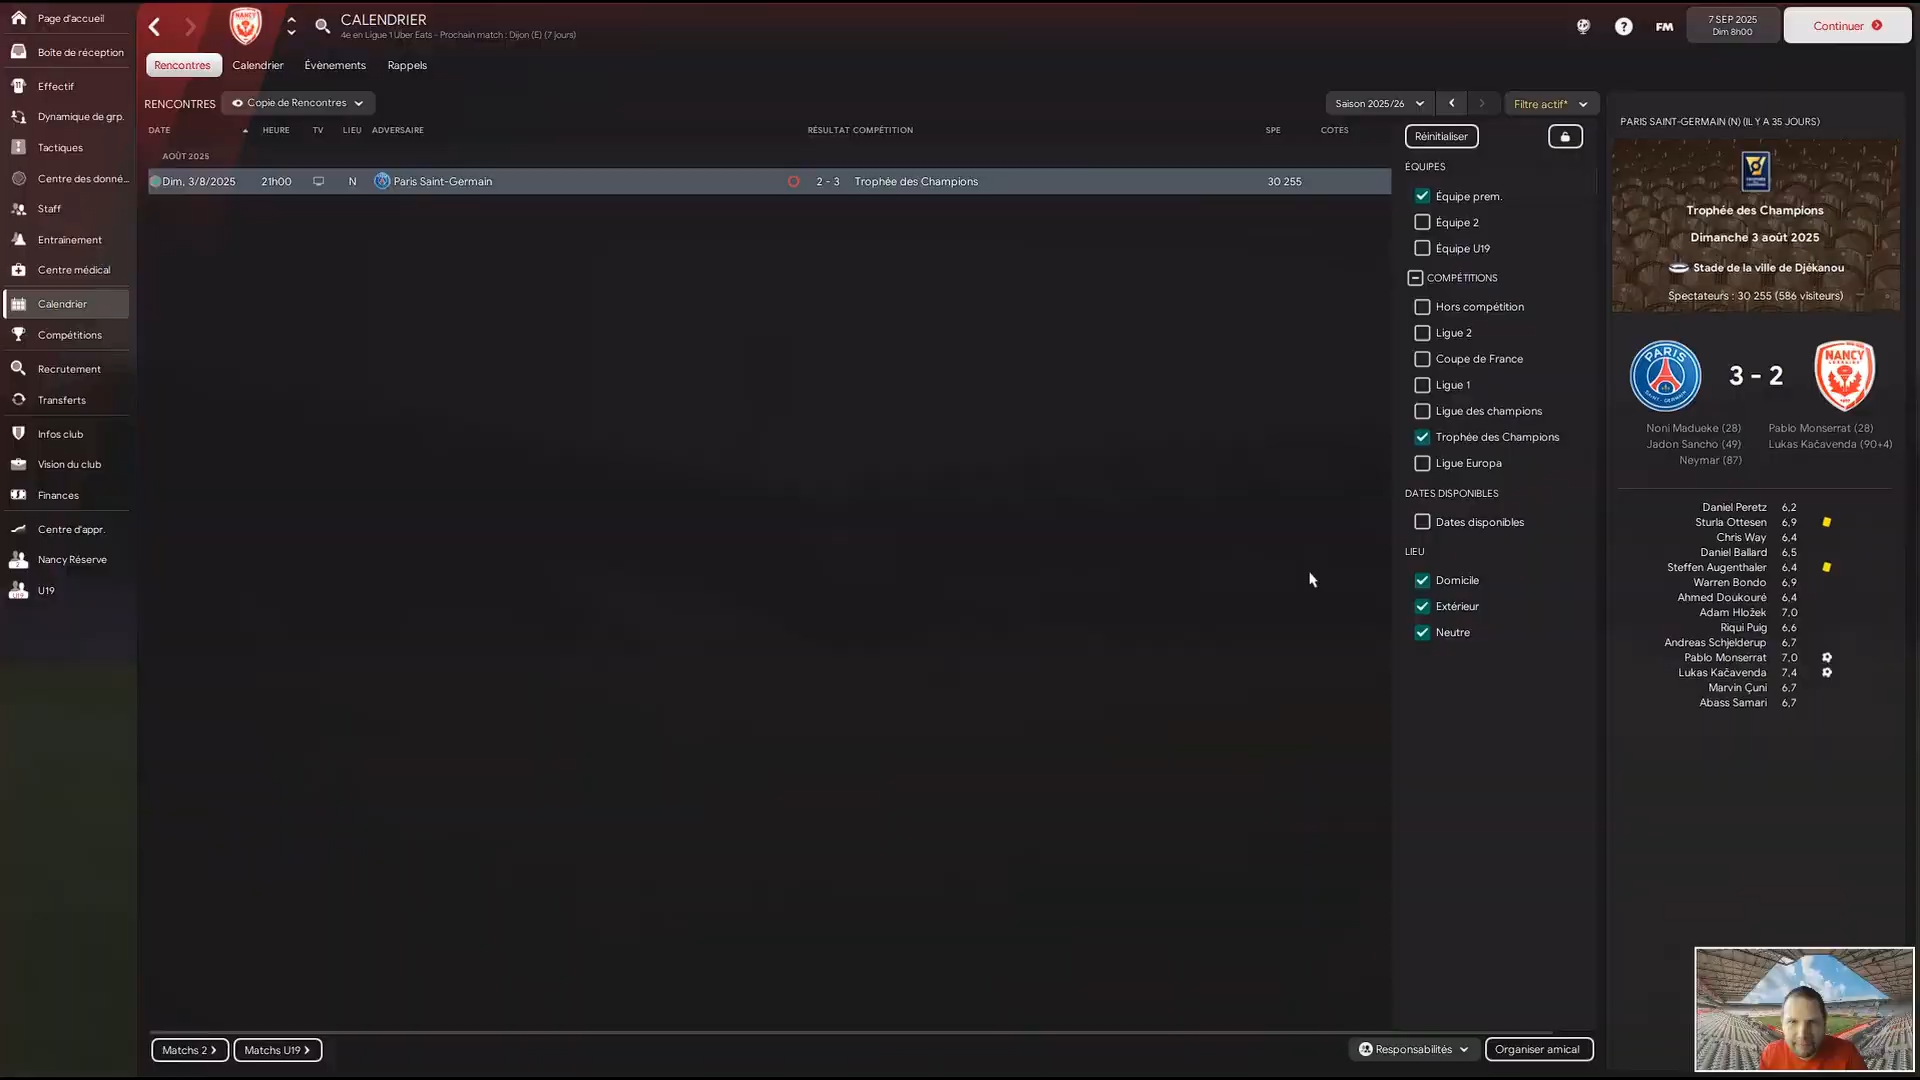 Page d'accueil
Boîte de réception
Effectif
Dynamique de grp.
Tactiques
Centre des donné...
Staff
Entraînement
Centre médical
Calendrier
Compétitions
Recrutement
Transferts
Infos club
Vision du club
Finances
Centre d'appr.
Nancy Réserve
U19
CALENDRIER
4e en Ligue 1 Uber Eats - Prochain match : Dijon (E) (7 jours)
FM
7 SEP 2025
Dim 8h00
Continuer
Rencontres Calendrier Évènements Rappels
RENCONTRES Copie de Rencontres
Saison 2025/26 Filtre actif*
DATE HEURE TV LIEU ADVERSAIRE RÉSULTAT COMPÉTITION SPE COTES
AOÛT 2025
Dim, 3/8/2025 21h00 N Paris Saint-Germain 2 - 3 Trophée des Champions 30 255
Réinitialiser
ÉQUIPES
Équipe prem.
Équipe 2
Équipe U19
COMPÉTITIONS
Hors compétition
Ligue 2
Coupe de France
Ligue 1
Ligue des champions
Trophée des Champions
Ligue Europa
DATES DISPONIBLES
Dates disponibles
LIEU
Domicile
Extérieur
Neutre
PARIS SAINT-GERMAIN (N) (IL Y A 35 JOURS)
Trophée des Champions
Dimanche 3 août 2025
Stade de la ville de Djékanou
Spectateurs : 30 255 (586 visiteurs)
PARIS 3 - 2 NANCY
Noni Madueke (28) Pablo Monserrat (28)
Jadon Sancho (49) Lukas Kačavenda (90+4)
Neymar (87)
Daniel Peretz 6,2
Sturla Ottesen 6,9
Chris Way 6,4
Daniel Ballard 6,5
Steffen Augenthaler 6,4
Warren Bondo 6,9
Ahmed Doukouré 6,4
Adam Hložek 7,0
Riqui Puig 6,6
Andreas Schjelderup 6,7
Pablo Monserrat 7,0
Lukas Kačavenda 7,4
Marvin Çuni 6,7
Abass Samari 6,7
Matchs 2 Matchs U19
Responsabilités Organiser amical